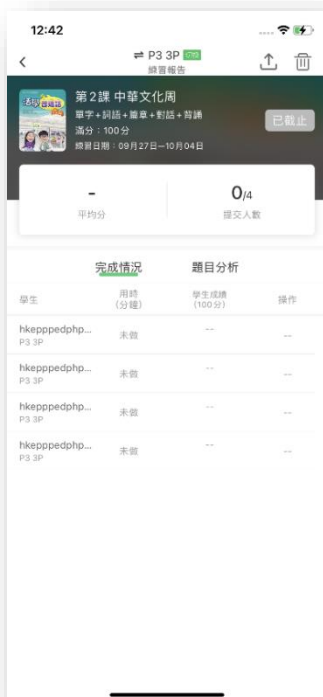 12:42
P3 3P
練習報告
第2課 中華文化周
單字+詞語+篇章+對話+背誦
滿分：100分
練習日期：09月27日—10月04日
已截止
-
平均分
0/4
提交人數
完成情況
題目分析
學生
用時
(分鐘)
學生成績
(100分)
操作
hkepppedphp...
P3 3P
未做
--
--
hkepppedphp...
P3 3P
未做
--
--
hkepppedphp...
P3 3P
未做
--
--
hkepppedphp...
P3 3P
未做
--
--